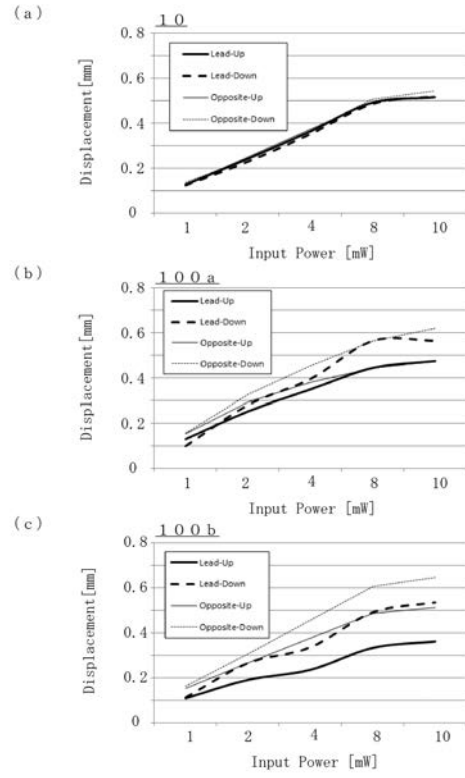 (a)
10
0.8
0.6
0.4
0.2
0
Displacement[mm]
Lead-Up
Lead-Down
Opposite-Up
Opposite-Down
1 2 4 8 10
Input Power [mW]
(b)
100a
0.8
0.6
0.4
0.2
0
Displacement[mm]
Lead-Up
Lead-Down
Opposite-Up
Opposite-Down
1 2 4 8 10
Input Power [mW]
(c)
100b
0.8
0.6
0.4
0.2
0
Displacement[mm]
Lead-Up
Lead-Down
Opposite-Up
Opposite-Down
1 2 4 8 10
Input Power [mW]